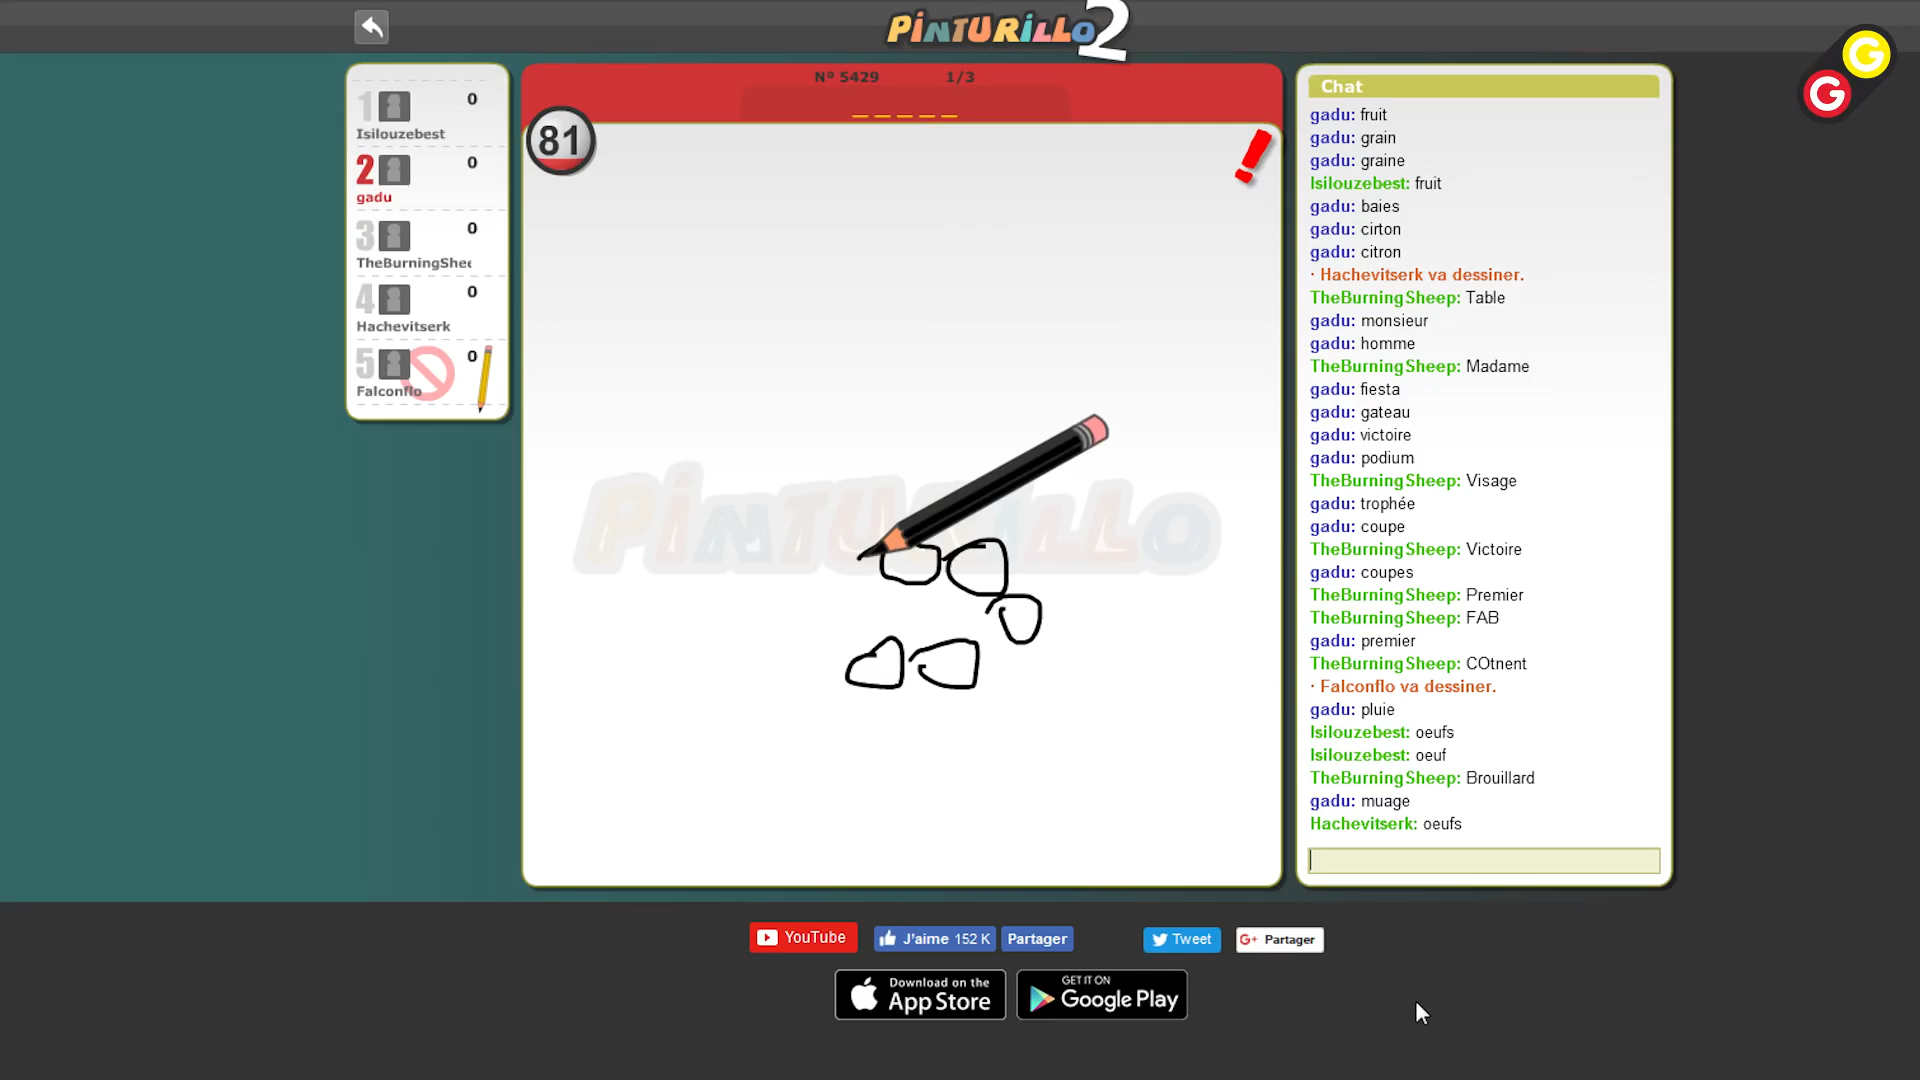 PiNTURiLLO 2
Nº 5429 1/3
_ _ _ _ _
81
1 0
Isilouzebest
2 0
gadu
3 0
TheBurningShee
4 0
Hachevitserk
5 0
Falconflo
PiNTURiLLO
Chat
gadu: fruit
gadu: grain
gadu: graine
Isilouzebest: fruit
gadu: baies
gadu: cirton
gadu: citron
· Hachevitserk va dessiner.
TheBurningSheep: Table
gadu: monsieur
gadu: homme
TheBurningSheep: Madame
gadu: fiesta
gadu: gateau
gadu: victoire
gadu: podium
TheBurningSheep: Visage
gadu: trophée
gadu: coupe
TheBurningSheep: Victoire
gadu: coupes
TheBurningSheep: Premier
TheBurningSheep: FAB
gadu: premier
TheBurningSheep: COtnent
· Falconflo va dessiner.
gadu: pluie
Isilouzebest: oeufs
Isilouzebest: oeuf
TheBurningSheep: Brouillard
gadu: muage
Hachevitserk: oeufs
G
G
YouTube
J'aime 152 K
Partager
Tweet
G+ Partager
Download on the
App Store
GET IT ON
Google Play